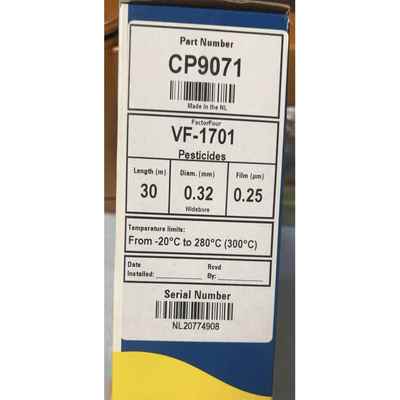 Part Number
CP9071
Made in the NL
FactorFour
VF-1701
Pesticides
Length (m) Diam. (mm) Film (µm)
30 0.32 0.25
Widebore
Temperature limits:
From -20°C to 280°C (300°C)
Date Recd
Installed: By:
Serial Number
NL20774908